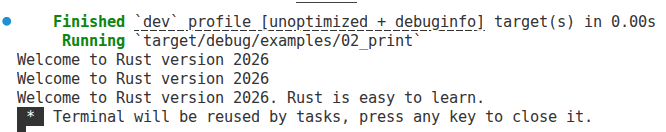 Finished `dev` profile [unoptimized + debuginfo] target(s) in 0.00s
Running `target/debug/examples/02_print`
Welcome to Rust version 2026
Welcome to Rust version 2026
Welcome to Rust version 2026. Rust is easy to learn.
* Terminal will be reused by tasks, press any key to close it.